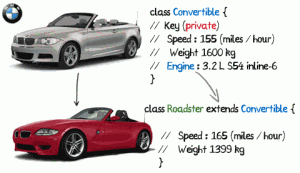 class Convertible {
// Key (private)
// Speed : 155 (miles / hour)
// Weight 1600 kg
// Engine : 3.2 L S54 inline-6
}
class Roadster extends Convertible {
// Speed : 165 (miles / hour)
// Weight 1399 kg
}